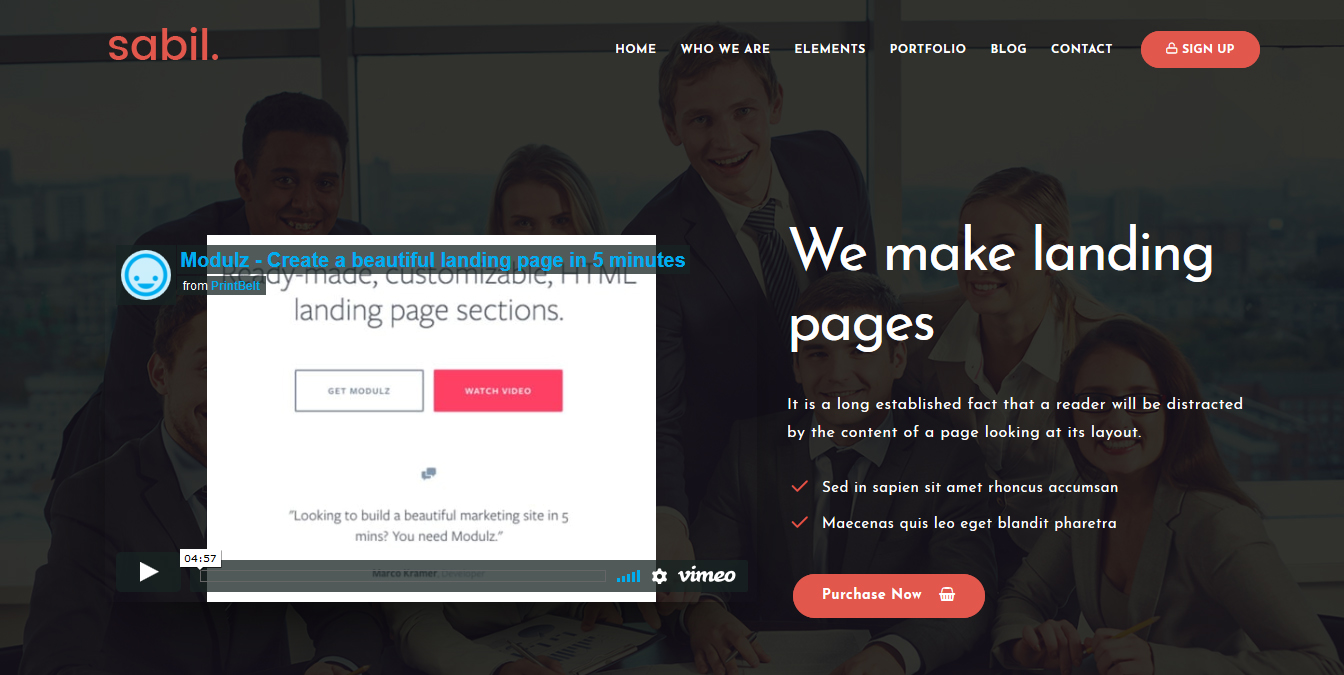 sabil.
HOME WHO WE ARE ELEMENTS PORTFOLIO BLOG CONTACT SIGN UP
Modulz - Create a beautiful landing page in 5 minutes
from PrintBelt
Ready-made, customizable, HTML
landing page sections.
GET MODULZ WATCH VIDEO
"Looking to build a beautiful marketing site in 5
mins? You need Modulz."
Marco Kramer, Developer
04:57
vimeo
We make landing
pages
It is a long established fact that a reader will be distracted
by the content of a page looking at its layout.
Sed in sapien sit amet rhoncus accumsan
Maecenas quis leo eget blandit pharetra
Purchase Now